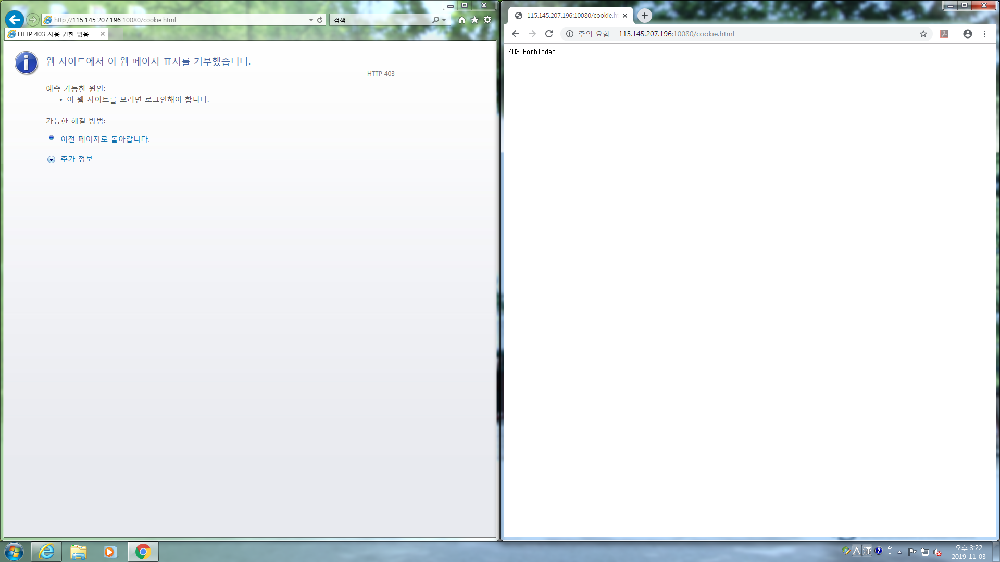 http://115.145.207.196:10080/cookie.html
검색...
HTTP 403 사용 권한 없음
웹 사이트에서 이 웹 페이지 표시를 거부했습니다.
HTTP 403
예측 가능한 원인:
• 이 웹 사이트를 보려면 로그인해야 합니다.
가능한 해결 방법:
이전 페이지로 돌아갑니다.
추가 정보
115.145.207.196:10080/cookie.h
주의 요함 | 115.145.207.196:10080/cookie.html
403 Forbidden
A 漢
오후 3:22
2019-11-03